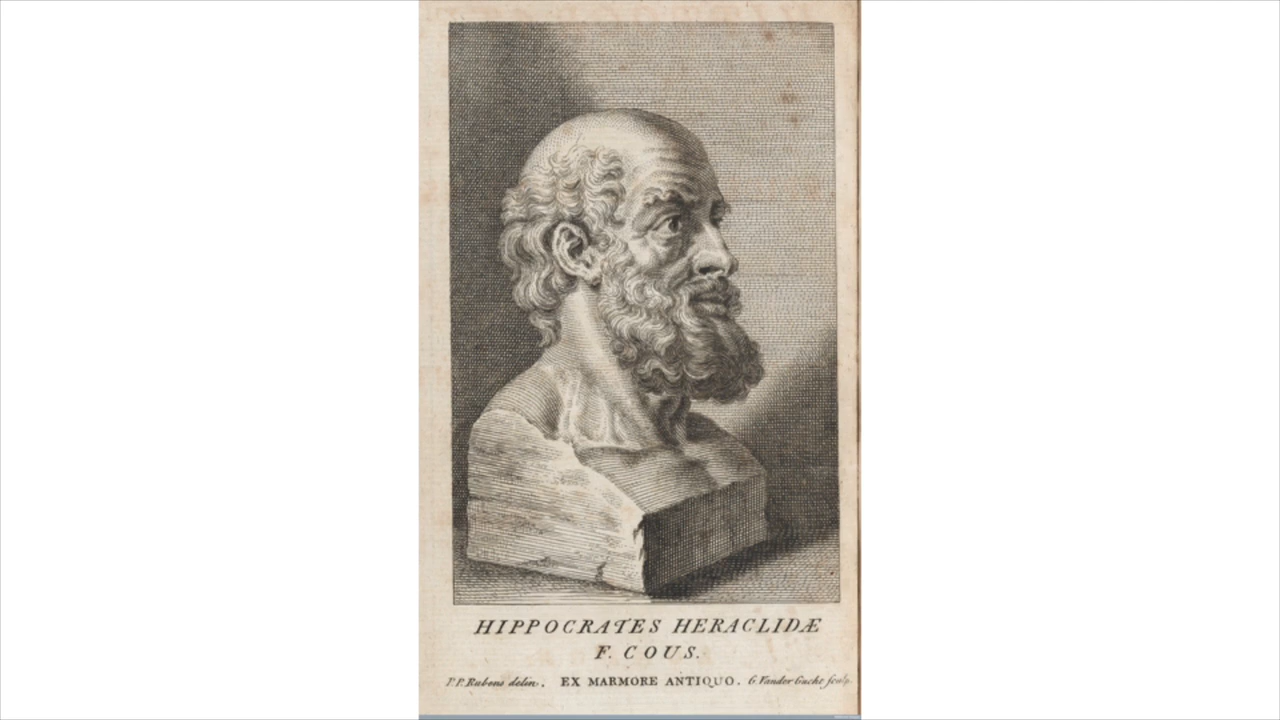 HIPPOCRATES HERACLIDÆ
F. COUS.
P. P. Rubens delin. EX MARMORE ANTIQUO. G. Vander Gucht sculp.